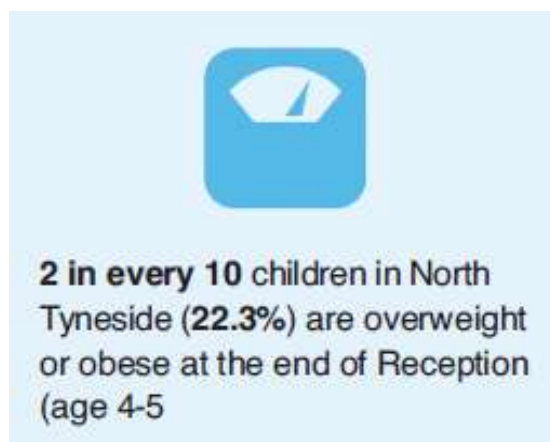 2 in every 10 children in North
Tyneside (22.3%) are overweight
or obese at the end of Reception
(age 4-5